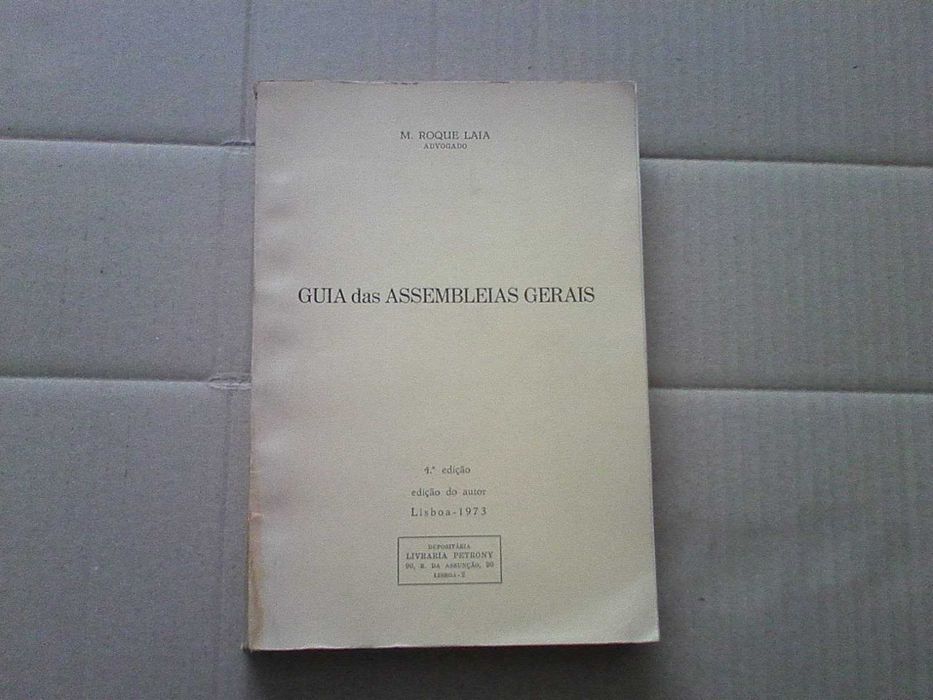 M. ROQUE LAIA
ADVOGADO
GUIA das ASSEMBLEIAS GERAIS
4.ª edição
edição do autor
Lisboa-1973
DEPOSITÁRIA
LIVRARIA PETRONY
90, R. DA ASSUNÇÃO, 90
LISBOA-2